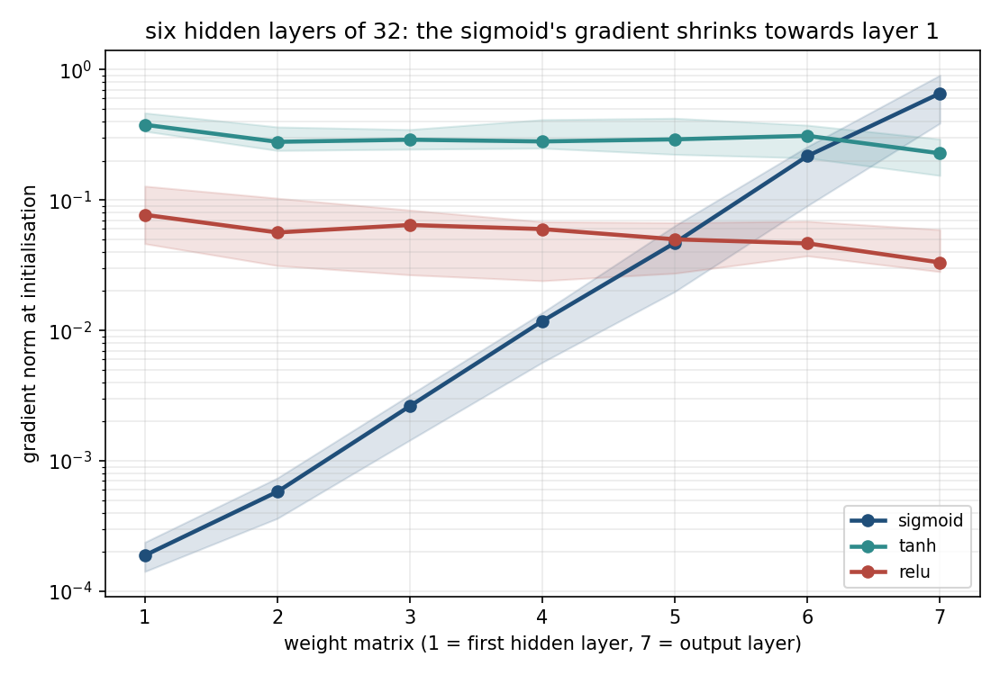 six hidden layers of 32: the sigmoid's gradient shrinks towards layer 1
gradient norm at initialisation
10⁰
10⁻¹
10⁻²
10⁻³
10⁻⁴
1 2 3 4 5 6 7
weight matrix (1 = first hidden layer, 7 = output layer)
sigmoid
tanh
relu